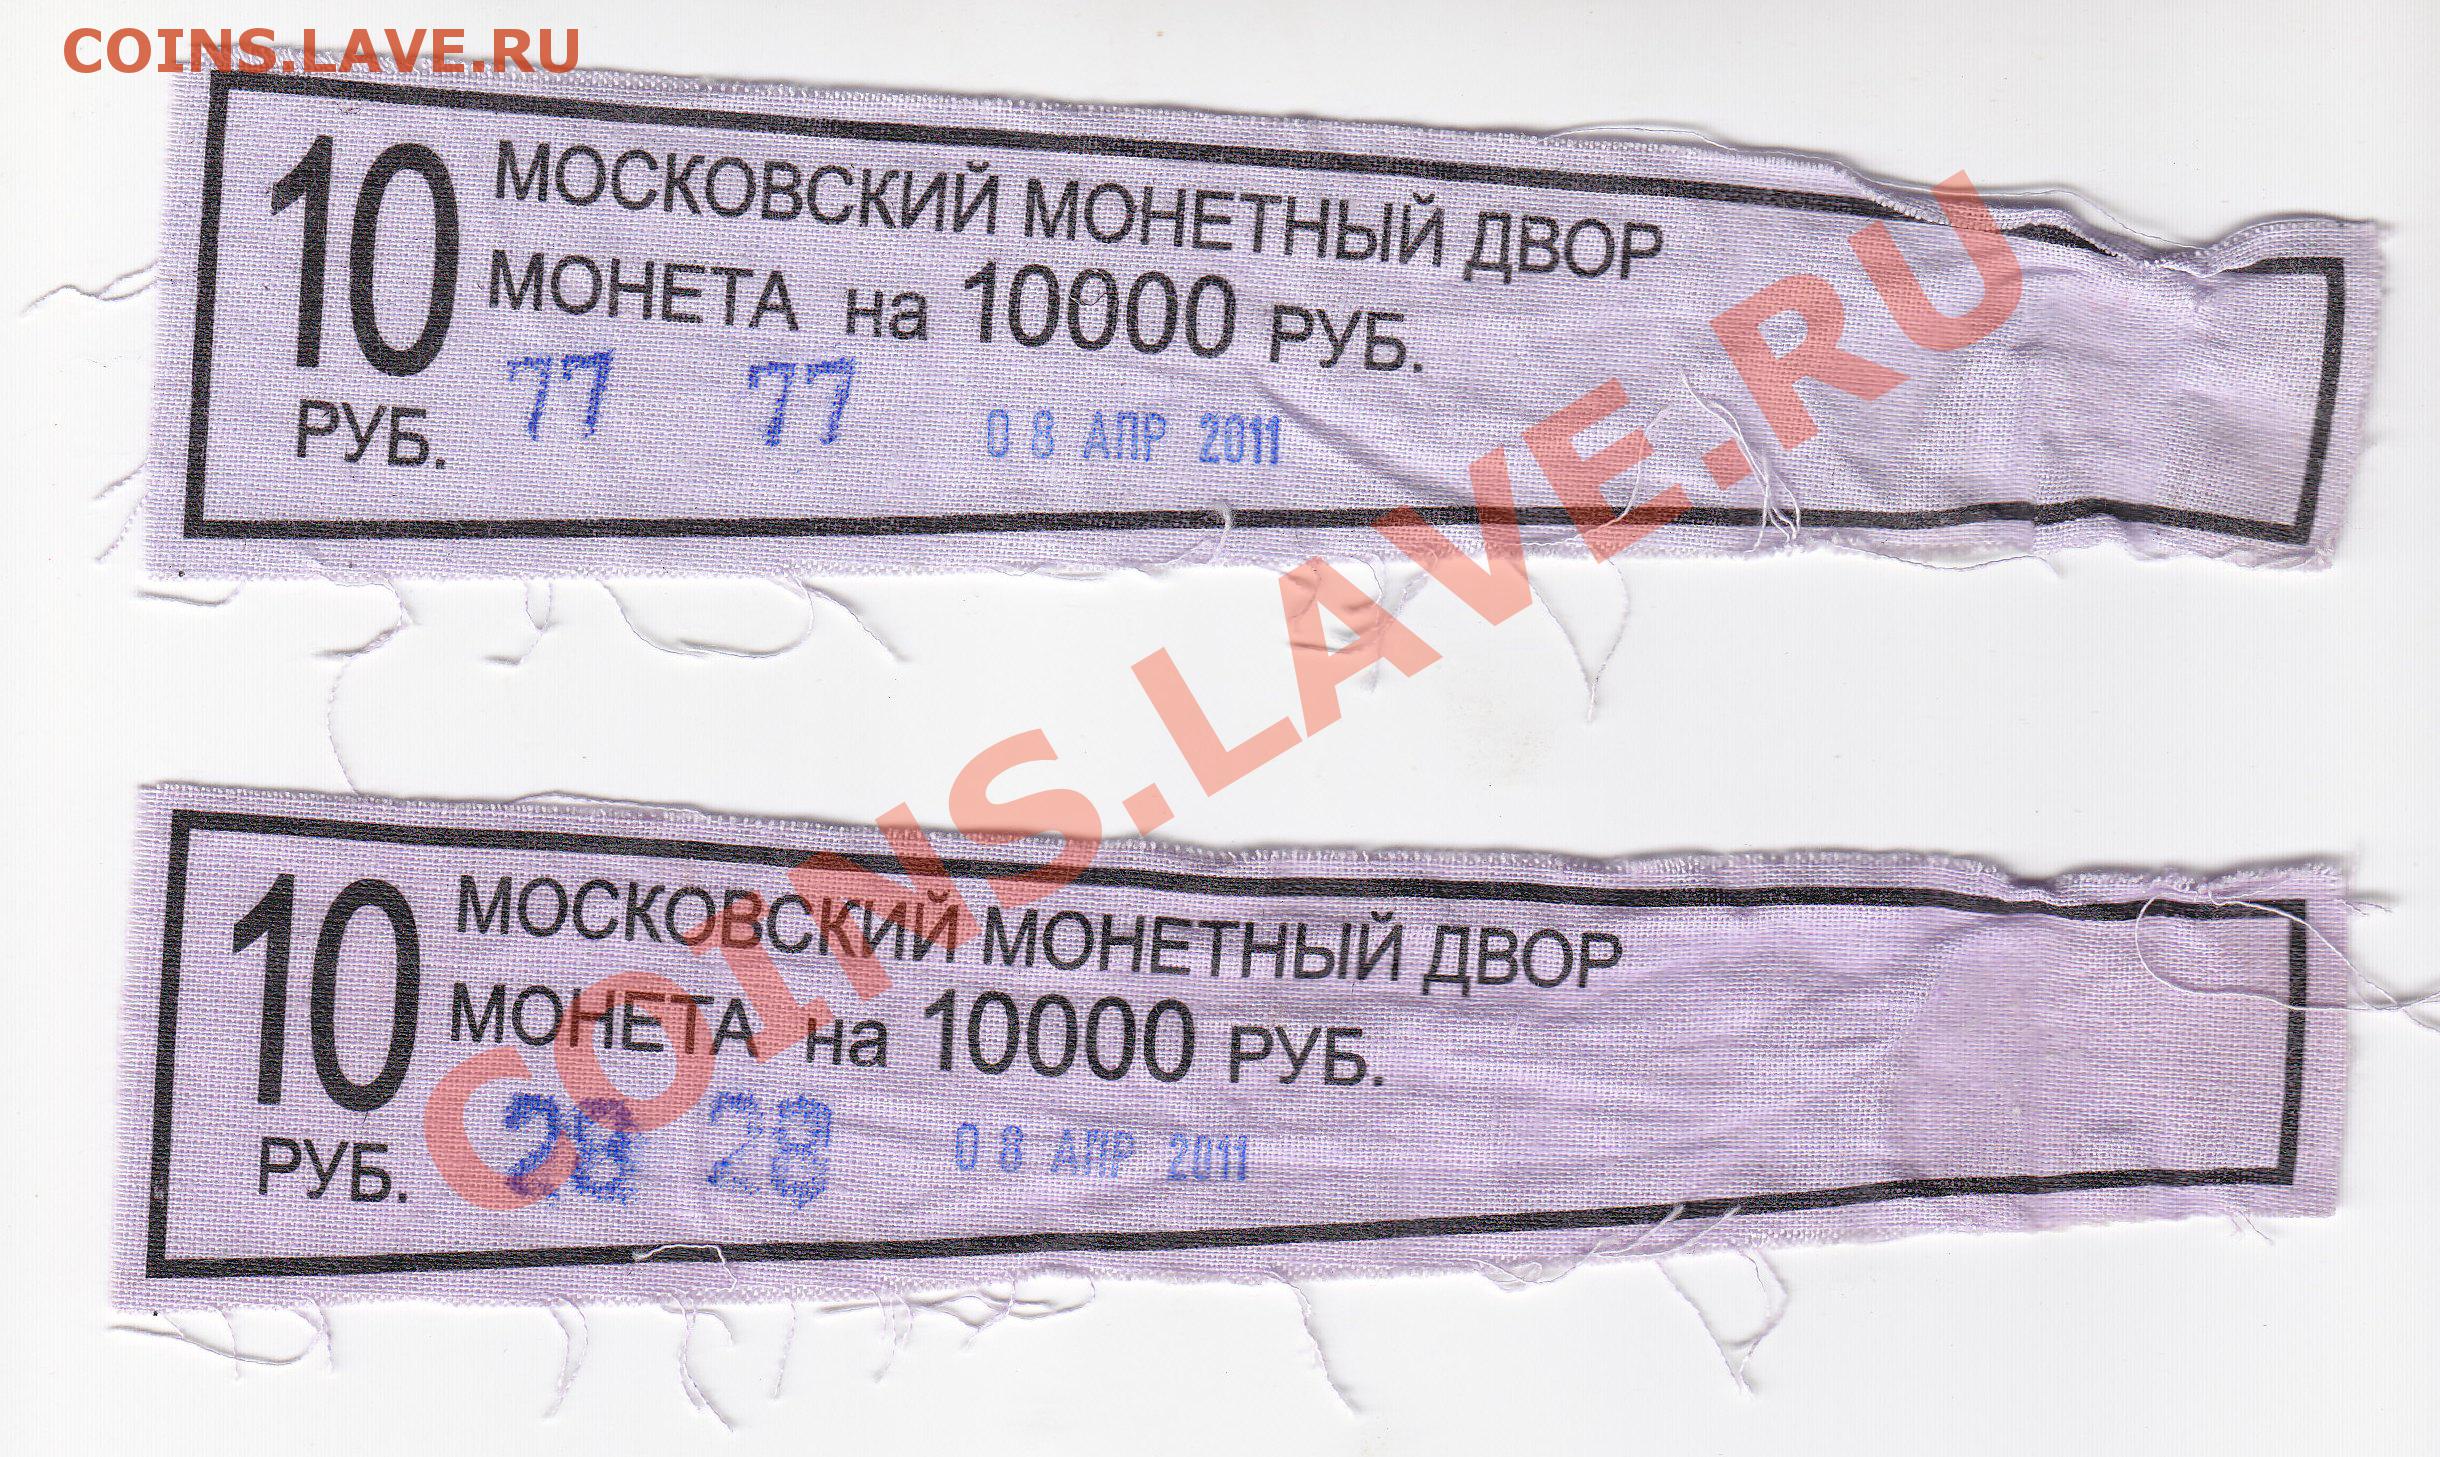 COINS.LAVE.RU
10 РУБ.
МОСКОВСКИЙ МОНЕТНЫЙ ДВОР
МОНЕТА на 10000 РУБ.
77 77 08 АПР 2011
COINS.LAVE.RU
10 РУБ.
МОСКОВСКИЙ МОНЕТНЫЙ ДВОР
МОНЕТА на 10000 РУБ.
28 28 08 АПР 2011